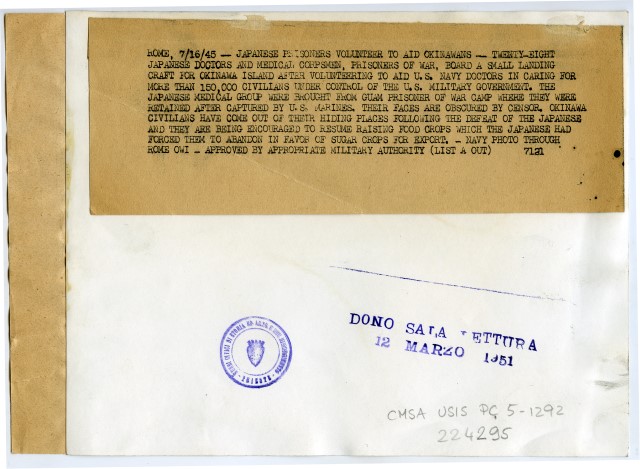 ROME, 7/16/45 -- JAPANESE PRISONERS VOLUNTEER TO AID OKINAWANS -- TWENTY-EIGHT
JAPANESE DOCTORS AND MEDICAL CORPSMEN, PRISONERS OF WAR, BOARD A SMALL LANDING
CRAFT FOR OKINAWA ISLAND AFTER VOLUNTEERING TO AID U.S. NAVY DOCTORS IN CARING FOR
MORE THAN 150,000 CIVILIANS UNDER CONTROL OF THE U.S. MILITARY GOVERNMENT. THE
JAPANESE MEDICAL GROUP WERE BROUGHT FROM GUAM PRISONER OF WAR CAMP WHERE THEY WERE
RETAINED AFTER CAPTURED BY U.S. MARINES. THEIR FACES ARE OBSCURED BY CENSOR. OKINAWA
CIVILIANS HAVE COME OUT OF THEIR HIDING PLACES FOLLOWING THE DEFEAT OF THE JAPANESE
AND THEY ARE BEING ENCOURAGED TO RESUME RAISING FOOD CROPS WHICH THE JAPANESE HAD
FORCED THEM TO ABANDON IN FAVOR OF SUGAR CROPS FOR EXPORT. - NAVY PHOTO THROUGH
ROME OWI - APPROVED BY APPROPRIATE MILITARY AUTHORITY (LIST A OUT) 7121
DONO SALA LETTURA
12 MARZO 1951
TRIESTE
CMSA USIS PG 5-1292
224295